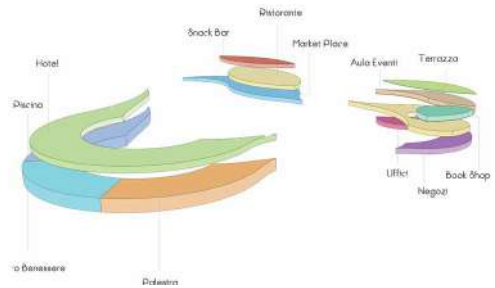 Ristorante
Snack Bar
Market Place
Hotel
Aula Eventi
Terrazza
Piscina
Uffici
Book Shop
Negozi
o Benessere
Palestra